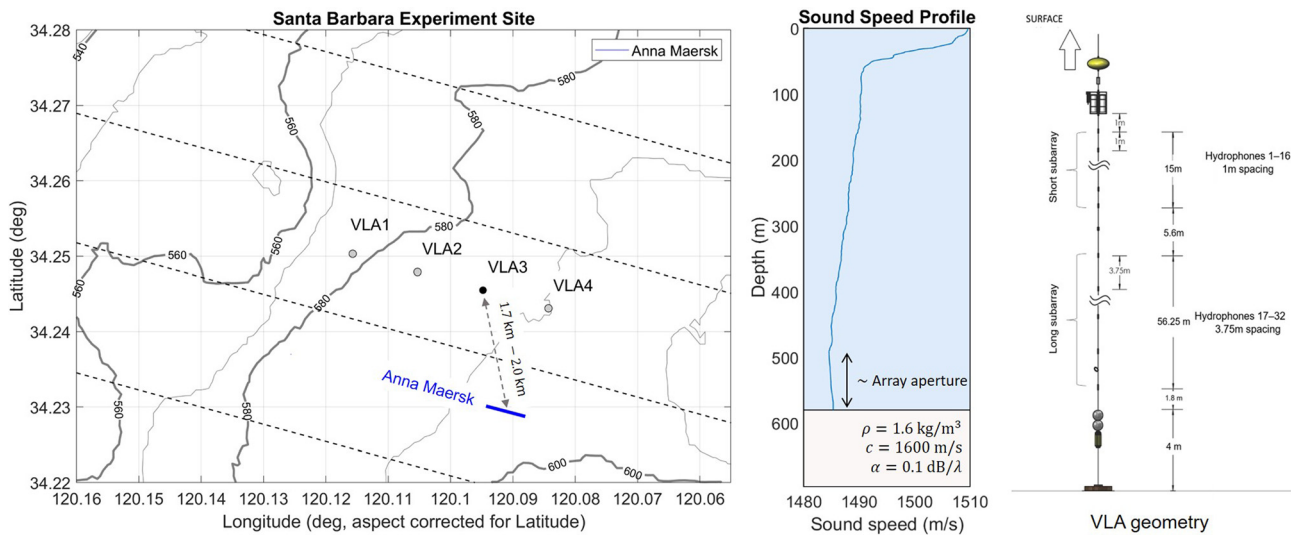 Santa Barbara Experiment Site
Anna Maersk
34.28
34.27
34.26
34.25
34.24
34.23
34.22
Latitude (deg)
540
560
580
580
560
560
580
VLA1
VLA2
VLA3
VLA4
560
580
1.7 km – 2.0 km
Anna Maersk
560
580
600
600
120.16
120.15
120.14
120.13
120.12
120.11
120.1
120.09
120.08
120.07
120.06
Longitude (deg, aspect corrected for Latitude)
Sound Speed Profile
0
100
200
300
400
500
600
Depth (m)
~ Array aperture
ρ = 1.6 kg/m³
c = 1600 m/s
α = 0.1 dB/λ
1480
1490
1500
1510
Sound speed (m/s)
SURFACE
Short subarray
1m
1m
15m
Hydrophones 1–16
1m spacing
5.6m
Long subarray
3.75m
56.25 m
Hydrophones 17–32
3.75m spacing
1.8 m
4 m
VLA geometry